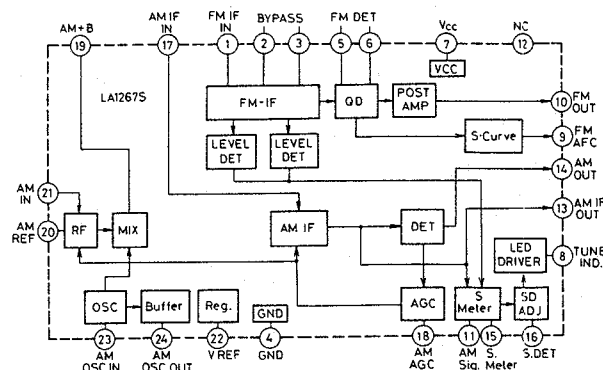 AM+B
AM IF IN
FM IF IN
BYPASS
FM DET
Vcc
NC
19
17
1
2
3
5
6
7
12
VCC
LA1267S
FM-IF
QD
POST AMP
10
FM OUT
LEVEL DET
LEVEL DET
S·Curve
9
FM AFC
14
AM OUT
AM IN
21
13
AM IF OUT
AM REF
20
RF
MIX
AM IF
DET
LED DRIVER
8
TUNE IND.
OSC
Buffer
Reg.
GND
AGC
S Meter
SD ADJ
23
24
22
4
18
11
15
16
AM OSC IN
AM OSC OUT
V REF
GND
AM AGC
AM Sig. Meter
S.
S.DET